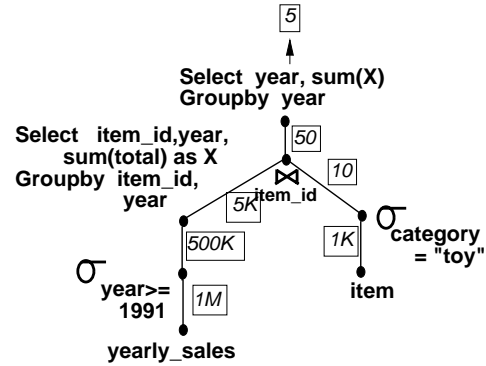 5
Select year, sum(X)
Groupby year
50
Select item_id,year,
sum(total) as X
Groupby item_id,
year
10
⋈ item_id
5K
σ category
= "toy"
500K
1K
σ year>=
1991
item
1M
yearly_sales